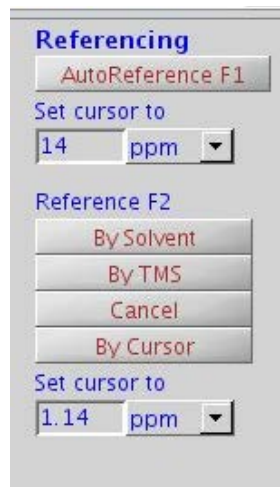 Referencing
AutoReference F1
Set cursor to
14 ppm
Reference F2
By Solvent
By TMS
Cancel
By Cursor
Set cursor to
1.14 ppm